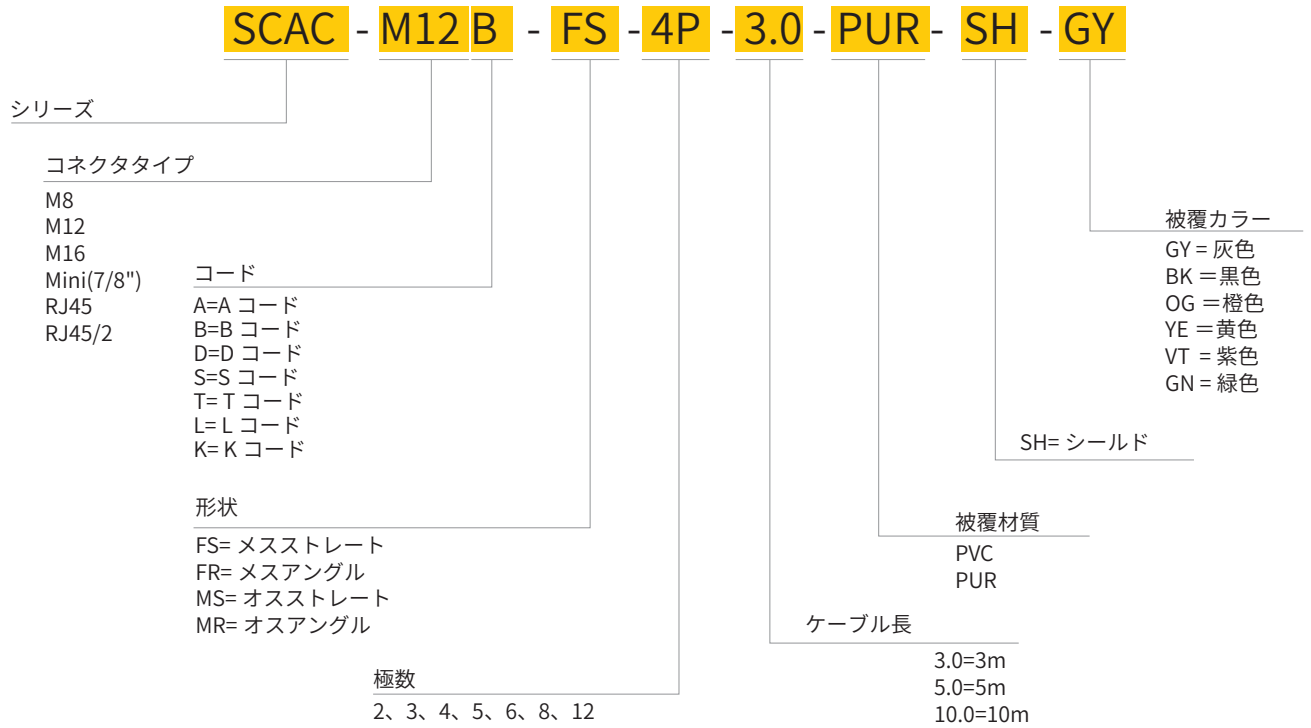 SCAC - M12 B - FS - 4P - 3.0 - PUR - SH - GY
シリーズ
コネクタタイプ
M8
M12
M16
Mini(7/8")
RJ45
RJ45/2
コード
A=A コード
B=B コード
D=D コード
S=S コード
T= T コード
L= L コード
K= K コード
形状
FS= メスストレート
FR= メスアングル
MS= オスストレート
MR= オスアングル
極数
2、3、4、5、6、8、12
ケーブル長
3.0=3m
5.0=5m
10.0=10m
被覆材質
PVC
PUR
SH= シールド
被覆カラー
GY = 灰色
BK ＝黒色
OG ＝橙色
YE ＝黄色
VT = 紫色
GN = 緑色